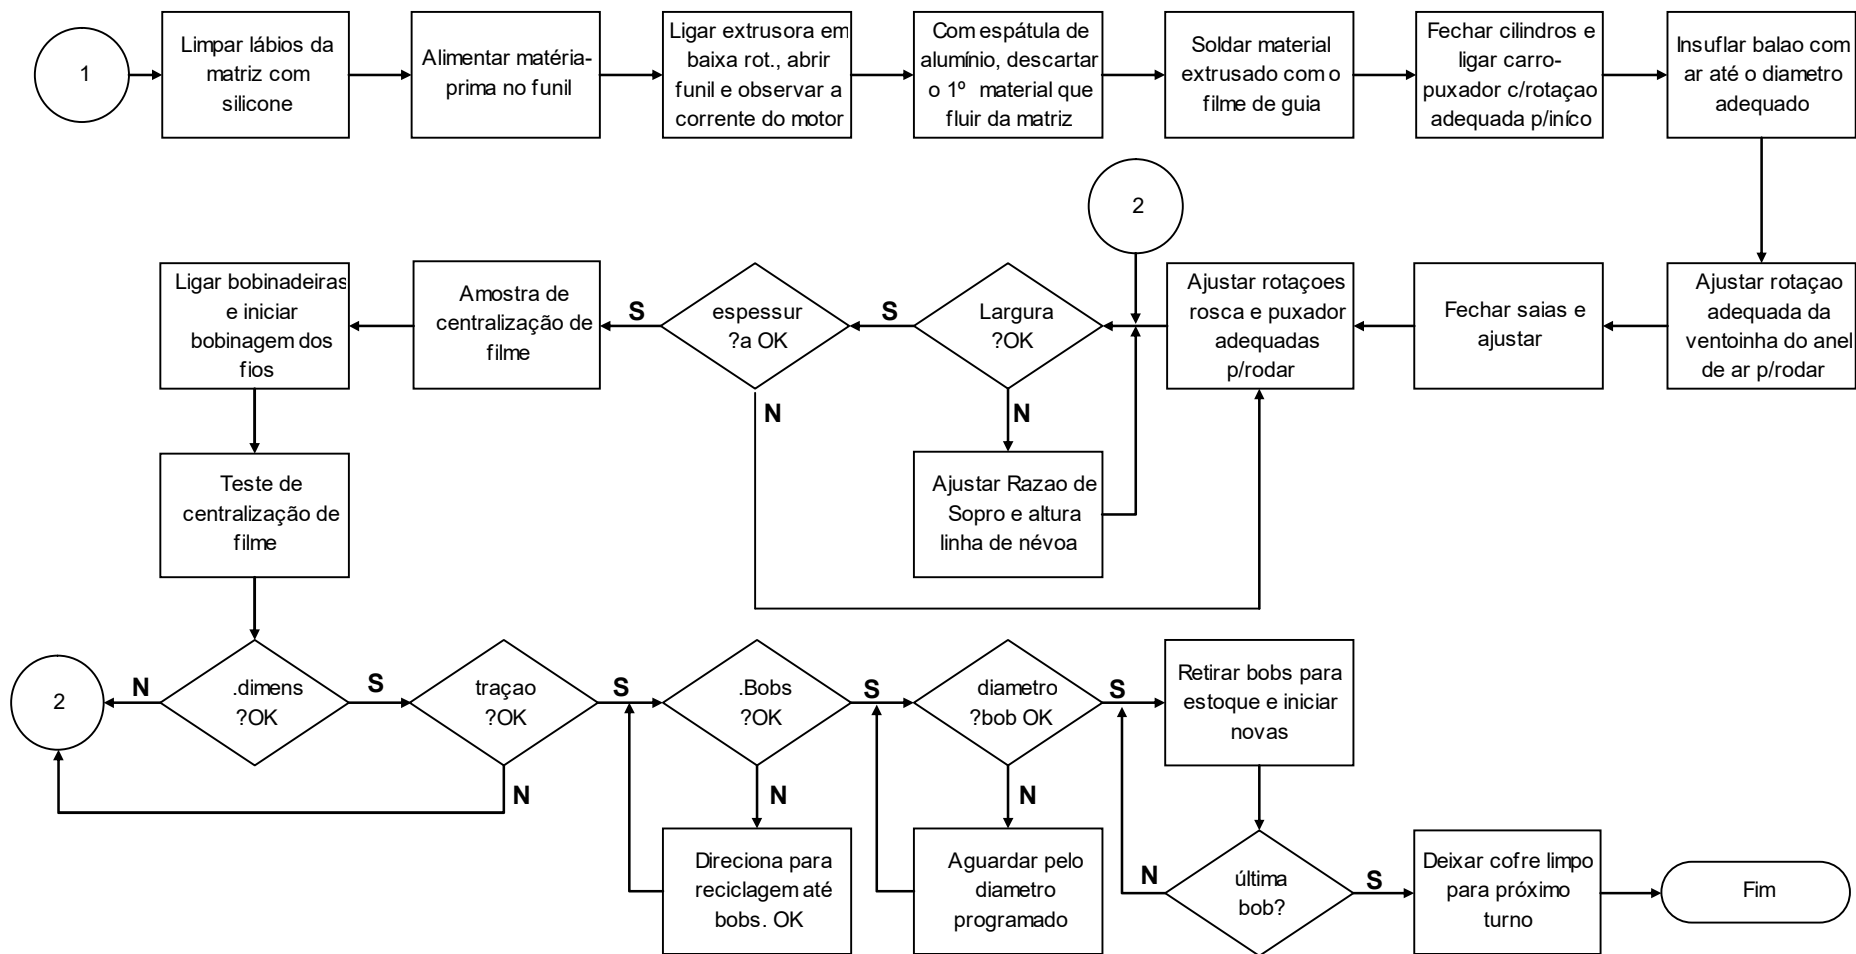 1
Limpar lábios da
matriz com
silicone
Alimentar matéria-
prima no funil
Ligar extrusora em
baixa rot., abrir
funil e observar a
corrente do motor
Com espátula de
alumínio, descartar
o 1º material que
fluir da matriz
Soldar material
extrusado com o
filme de guia
Fechar cilindros e
ligar carro-
puxador c/rotaçao
adequada p/iníco
Insuflar balao com
ar até o diametro
adequado
2
Ligar bobinadeiras
e iniciar
bobinagem dos
fios
Amostra de
centralização de
filme
S
espessur
?a OK
N
S
Largura
?OK
N
Ajustar rotaçoes
rosca e puxador
adequadas
p/rodar
Fechar saias e
ajustar
Ajustar rotaçao
adequada da
ventoinha do anel
de ar p/rodar
Teste de
centralização de
filme
Ajustar Razao de
Sopro e altura
linha de névoa
2
N
.dimens
?OK
S
traçao
?OK
N
S
.Bobs
?OK
N
S
diametro
?bob OK
N
S
Retirar bobs para
estoque e iniciar
novas
Direciona para
reciclagem até
bobs. OK
Aguardar pelo
diametro
programado
N
última
bob?
S
Deixar cofre limpo
para próximo
turno
Fim